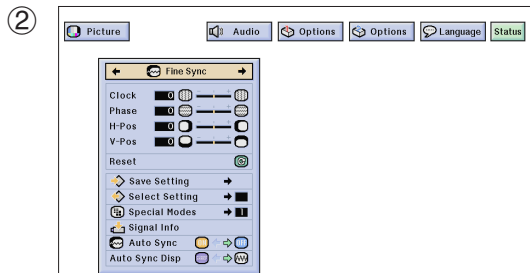 ②
Picture Audio Options Options Language Status
Fine Sync
Clock 0
Phase 0
H-Pos 0
V-Pos 0
Reset
Save Setting
Select Setting
Special Modes 1
Signal Info
Auto Sync
Auto Sync Disp